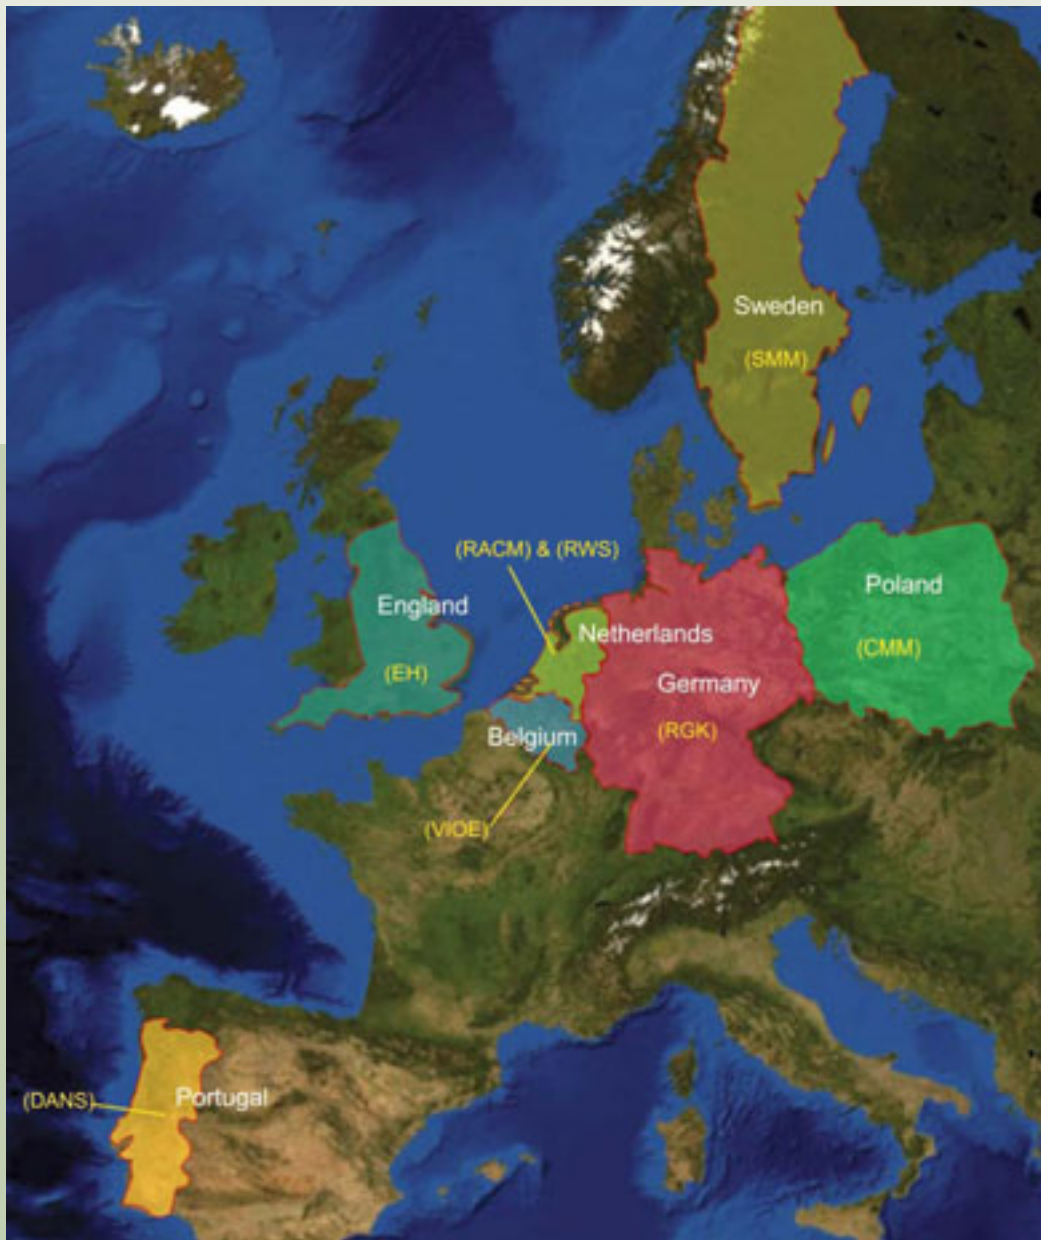 Sweden
(SMM)
(RACM) & (RWS)
England
(EH)
Netherlands
Poland
(CMM)
Germany
(RGK)
Belgium
(VIOE)
Portugal
(DANS)